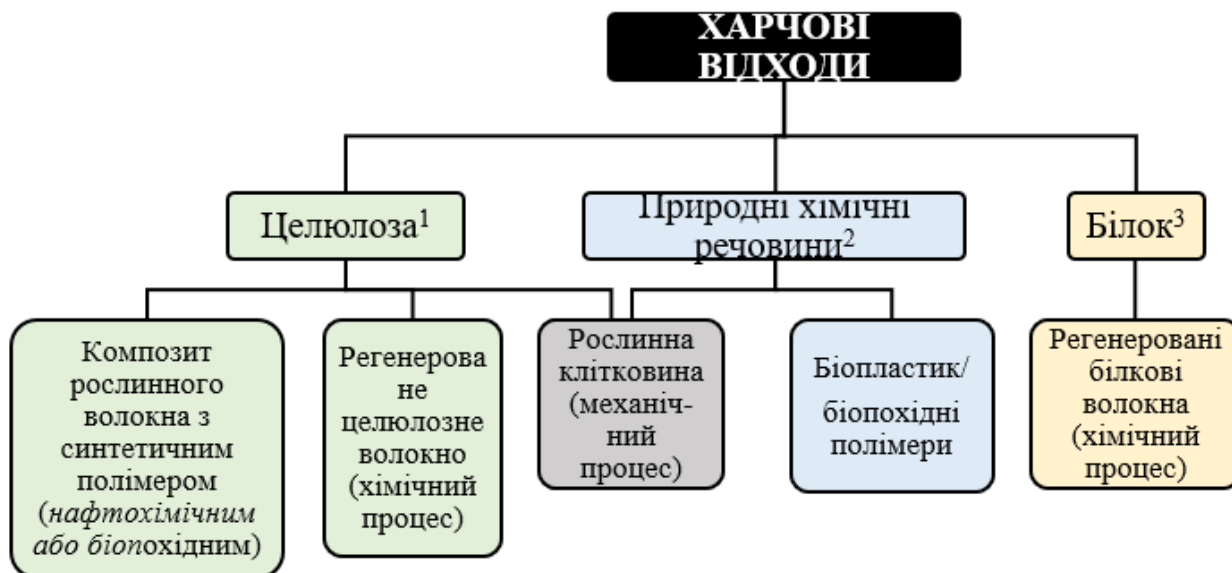 ХАРЧОВІ
ВІДХОДИ
Целюлоза¹
Природні хімічні
речовини²
Білок³
Композит
рослинного
волокна з
синтетичним
полімером
(нафтохімічним
або біопохідним)
Регенерова
не
целюлозне
волокно
(хімічний
процес)
Рослинна
клітковина
(механіч-
ний
процес)
Біопластик/
біопохідні
полімери
Регенеровані
білкові
волокна
(хімічний
процес)